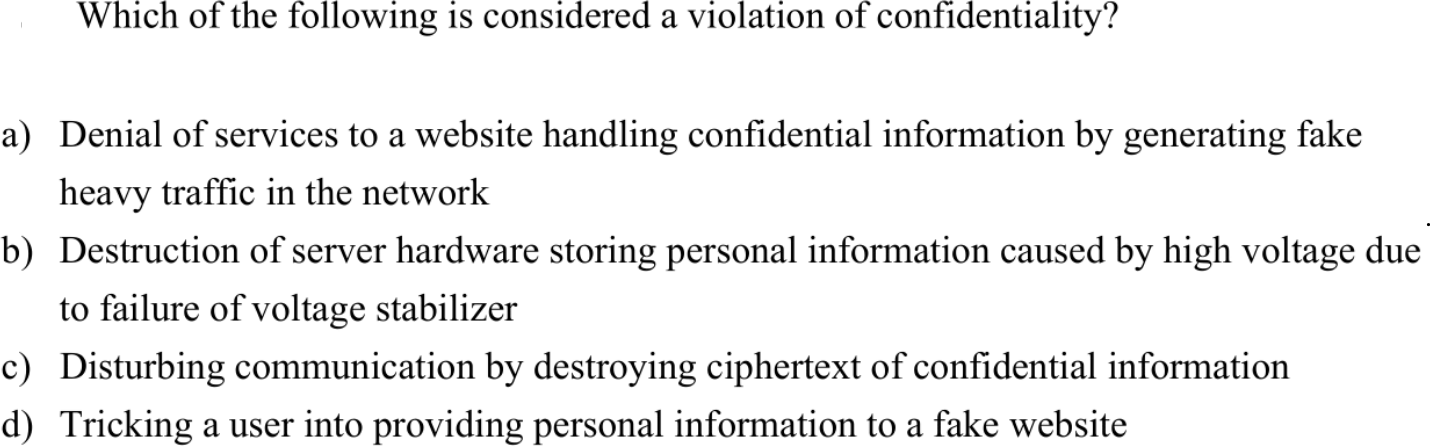 Which of the following is considered a violation of confidentiality?
a) Denial of services to a website handling confidential information by generating fake
heavy traffic in the network
b) Destruction of server hardware storing personal information caused by high voltage due
to failure of voltage stabilizer
c) Disturbing communication by destroying ciphertext of confidential information
d) Tricking a user into providing personal information to a fake website